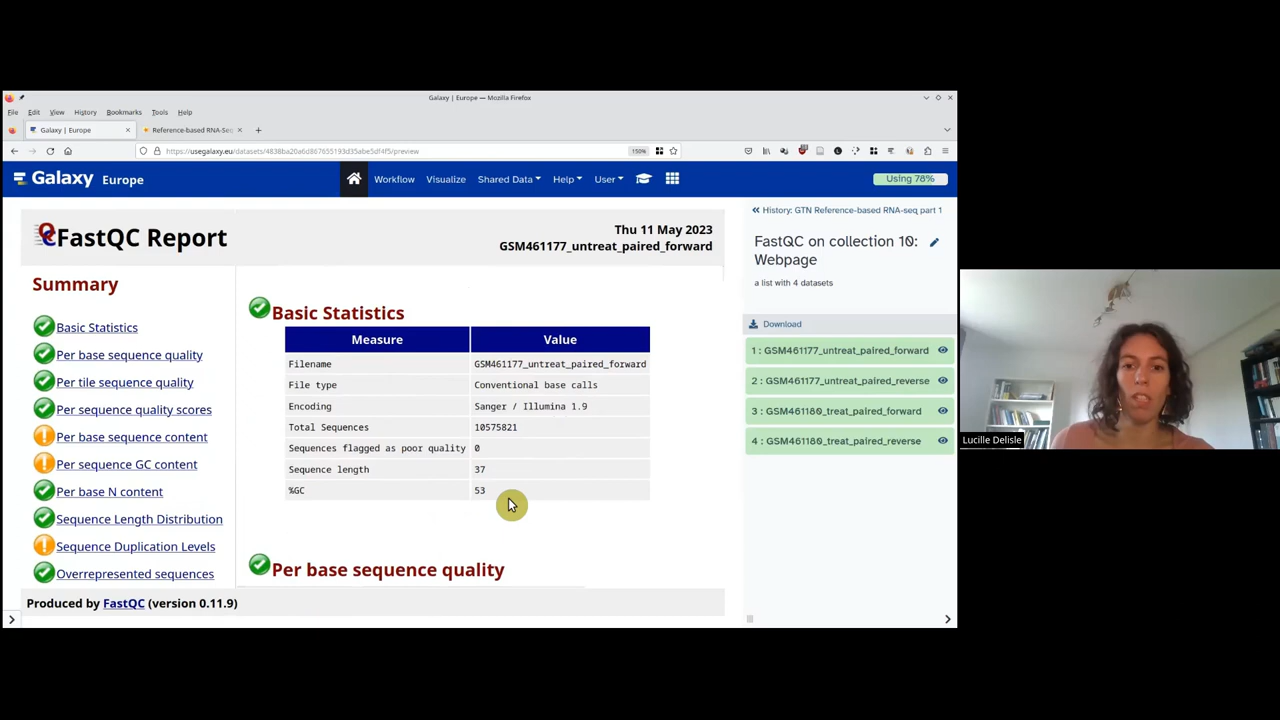 Galaxy | Europe — Mozilla Firefox
File Edit View History Bookmarks Tools Help
Galaxy | Europe × Reference-based RNA-Seq × +
https://usegalaxy.eu/datasets/4838ba20a6d867655193d35abe5df4f5/preview 150%
Galaxy Europe Workflow Visualize Shared Data Help User Using 78%
FastQC Report
Thu 11 May 2023
GSM461177_untreat_paired_forward
Summary
Basic Statistics
Per base sequence quality
Per tile sequence quality
Per sequence quality scores
Per base sequence content
Per sequence GC content
Per base N content
Sequence Length Distribution
Sequence Duplication Levels
Overrepresented sequences
Basic Statistics
Measure Value
Filename GSM461177_untreat_paired_forward
File type Conventional base calls
Encoding Sanger / Illumina 1.9
Total Sequences 10575821
Sequences flagged as poor quality 0
Sequence length 37
%GC 53
Per base sequence quality
Produced by FastQC (version 0.11.9)
« History: GTN Reference-based RNA-seq part 1
FastQC on collection 10:
Webpage
a list with 4 datasets
Download
1 : GSM461177_untreat_paired_forward
2 : GSM461177_untreat_paired_reverse
3 : GSM461180_treat_paired_forward
4 : GSM461180_treat_paired_reverse
Lucille Delisle